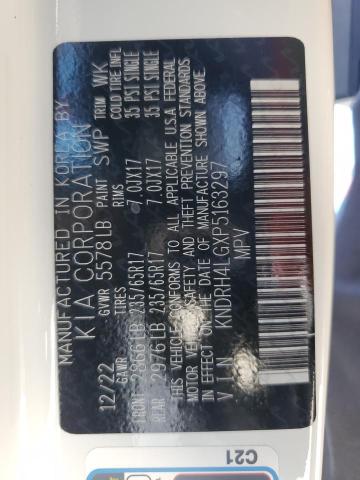 MANUFACTURED IN KOREA BY
KIA CORPORATION
12/22 GVWR 5578LB PAINT SWP TRIM WK
GAWR TIRES RIMS COLD TIRE INFL
FRONT 2866LB 235/65R17 7.0JX17 35 PSI SINGLE
REAR 2976LB 235/65R17 7.0JX17 35 PSI SINGLE
THIS VEHICLE CONFORMS TO ALL APPLICABLE U.S.A FEDERAL
MOTOR VEHICLE SAFETY AND THEFT PREVENTION STANDARDS
IN EFFECT ON THE DATE OF MANUFACTURE SHOWN ABOVE
VIN: KNDRH4LGXP5163297
MPV
C21